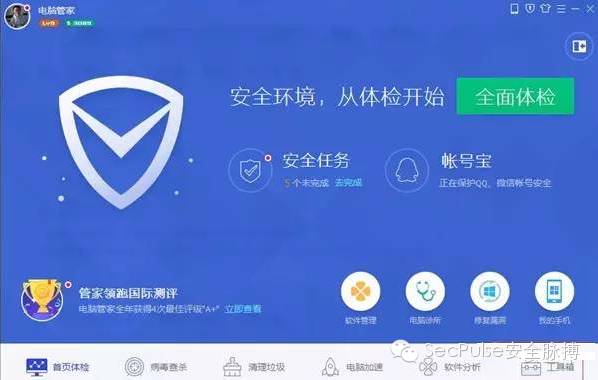 电脑管家
安全环境，从体检开始
全面体检
安全任务
5个未完成 去完成
帐号宝
正在保护QQ、微信帐号安全
管家领跑国际测评
电脑管家全年获得4次最佳评级"A+" 立即查看
软件管理
电脑诊所
修复漏洞
我的手机
首页体检
病毒查杀
清理垃圾
电脑加速
软件分析
工具箱
SecPulse安全脉搏